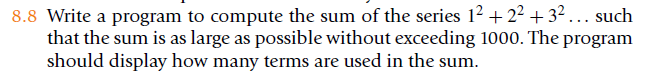 8.8 Write a program to compute the sum of the series 1² + 2² + 3² ... such
that the sum is as large as possible without exceeding 1000. The program
should display how many terms are used in the sum.